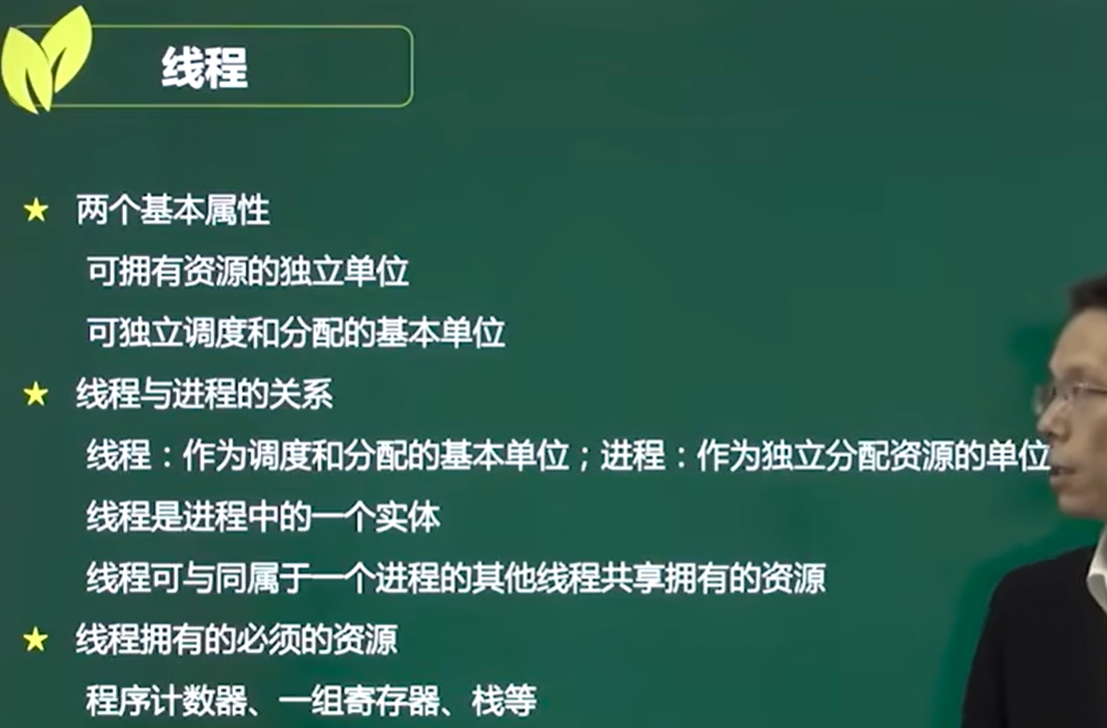 线程
★ 两个基本属性
可拥有资源的独立单位
可独立调度和分配的基本单位
★ 线程与进程的关系
线程：作为调度和分配的基本单位；进程：作为独立分配资源的单位
线程是进程中的一个实体
线程可与同属于一个进程的其他线程共享拥有的资源
★ 线程拥有的必须的资源
程序计数器、一组寄存器、栈等